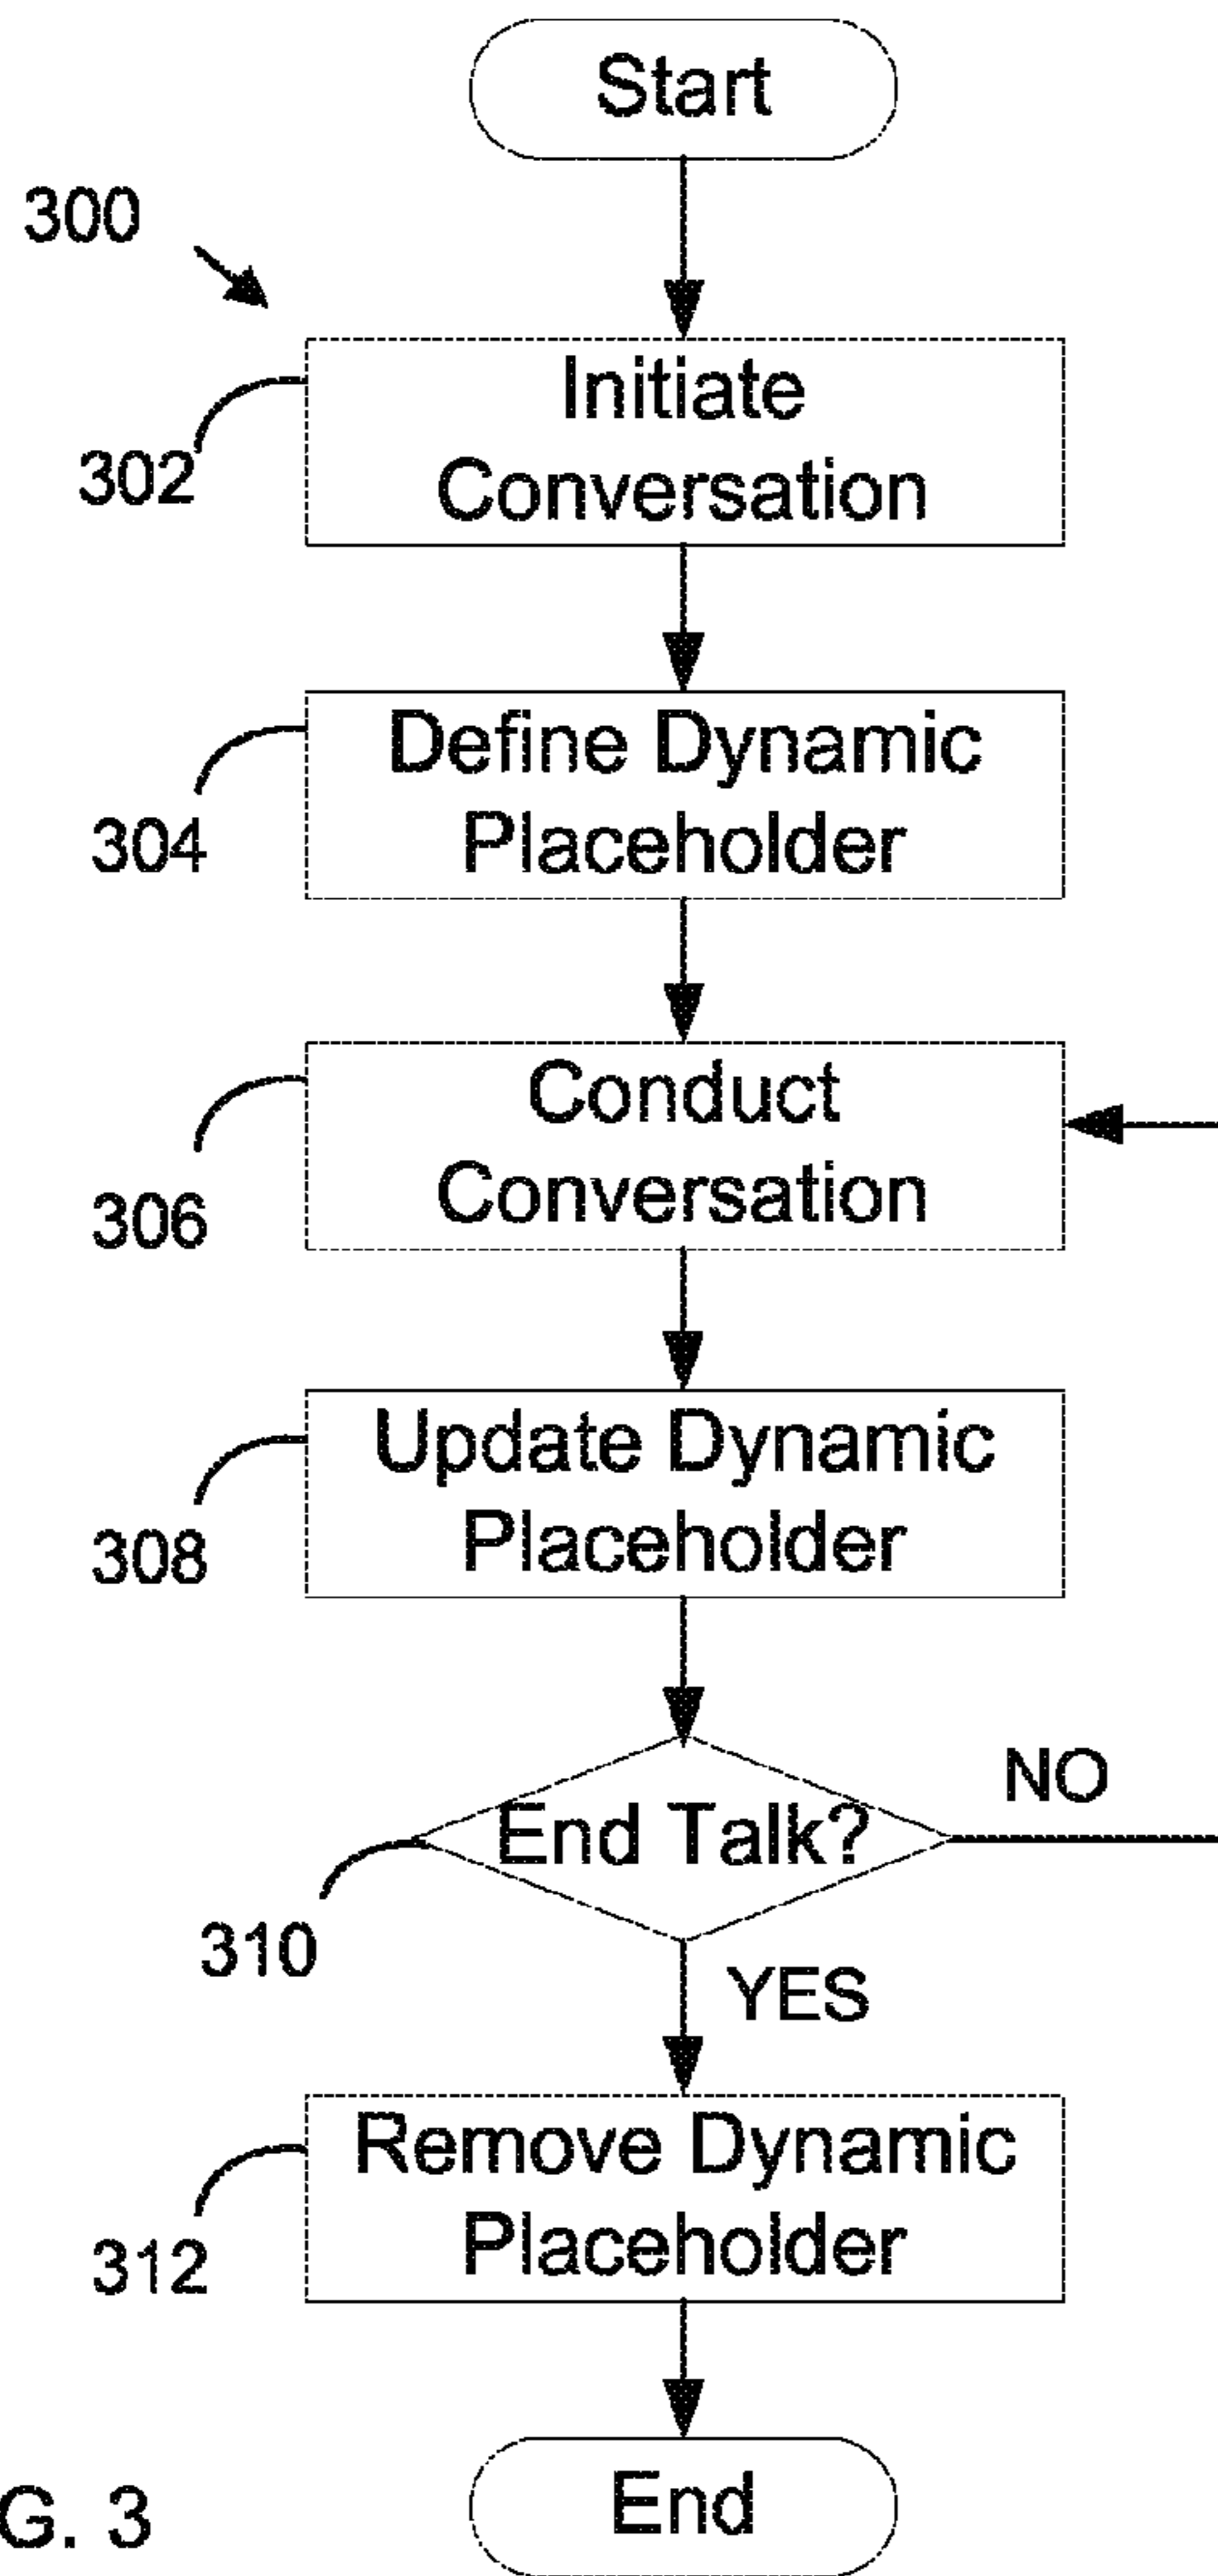 Start
300
Initiate
Conversation
302
Define Dynamic
Placeholder
304
Conduct
Conversation
306
Update Dynamic
Placeholder
308
End Talk?
NO
310
YES
Remove Dynamic
Placeholder
312
End
G. 3